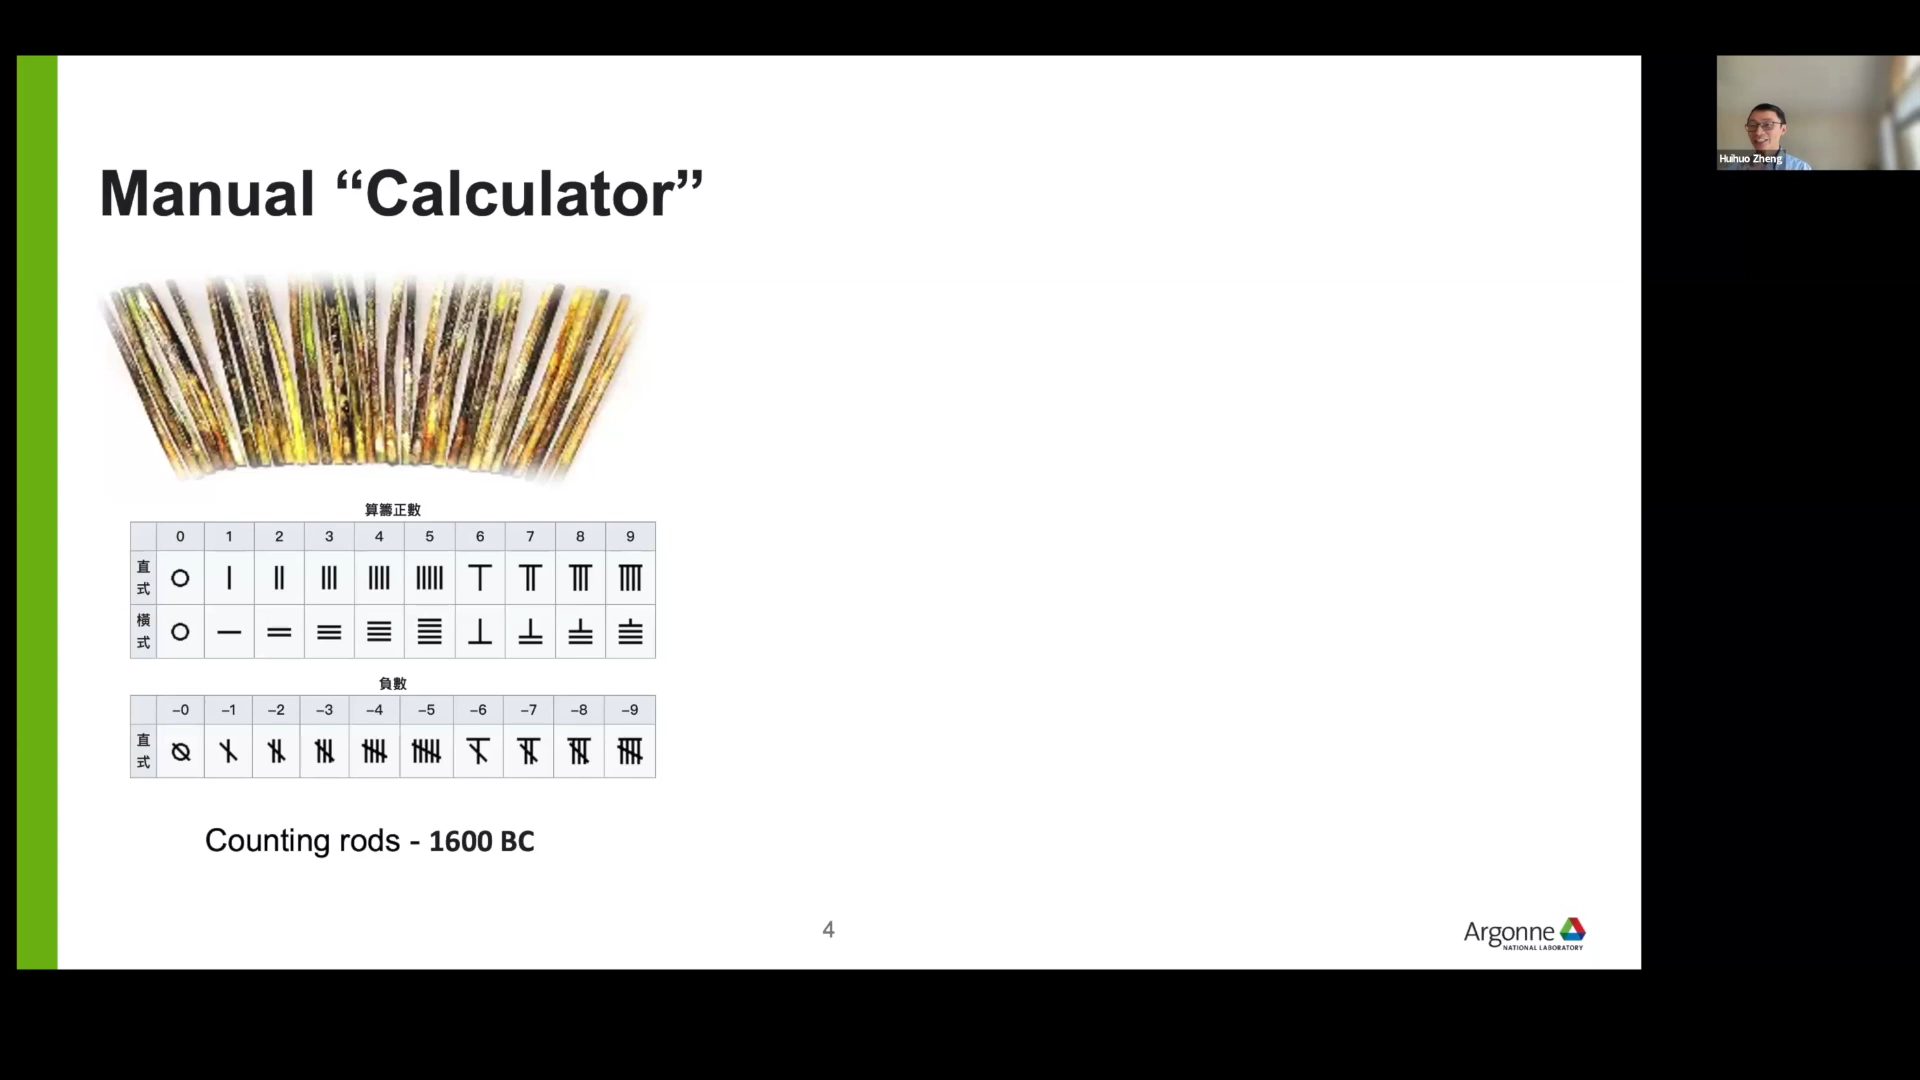 Manual “Calculator”
算籌正數
0 1 2 3 4 5 6 7 8 9
直式
橫式
負數
–0 –1 –2 –3 –4 –5 –6 –7 –8 –9
直式
Counting rods - 1600 BC
4
Argonne
NATIONAL LABORATORY
Huihuo Zheng